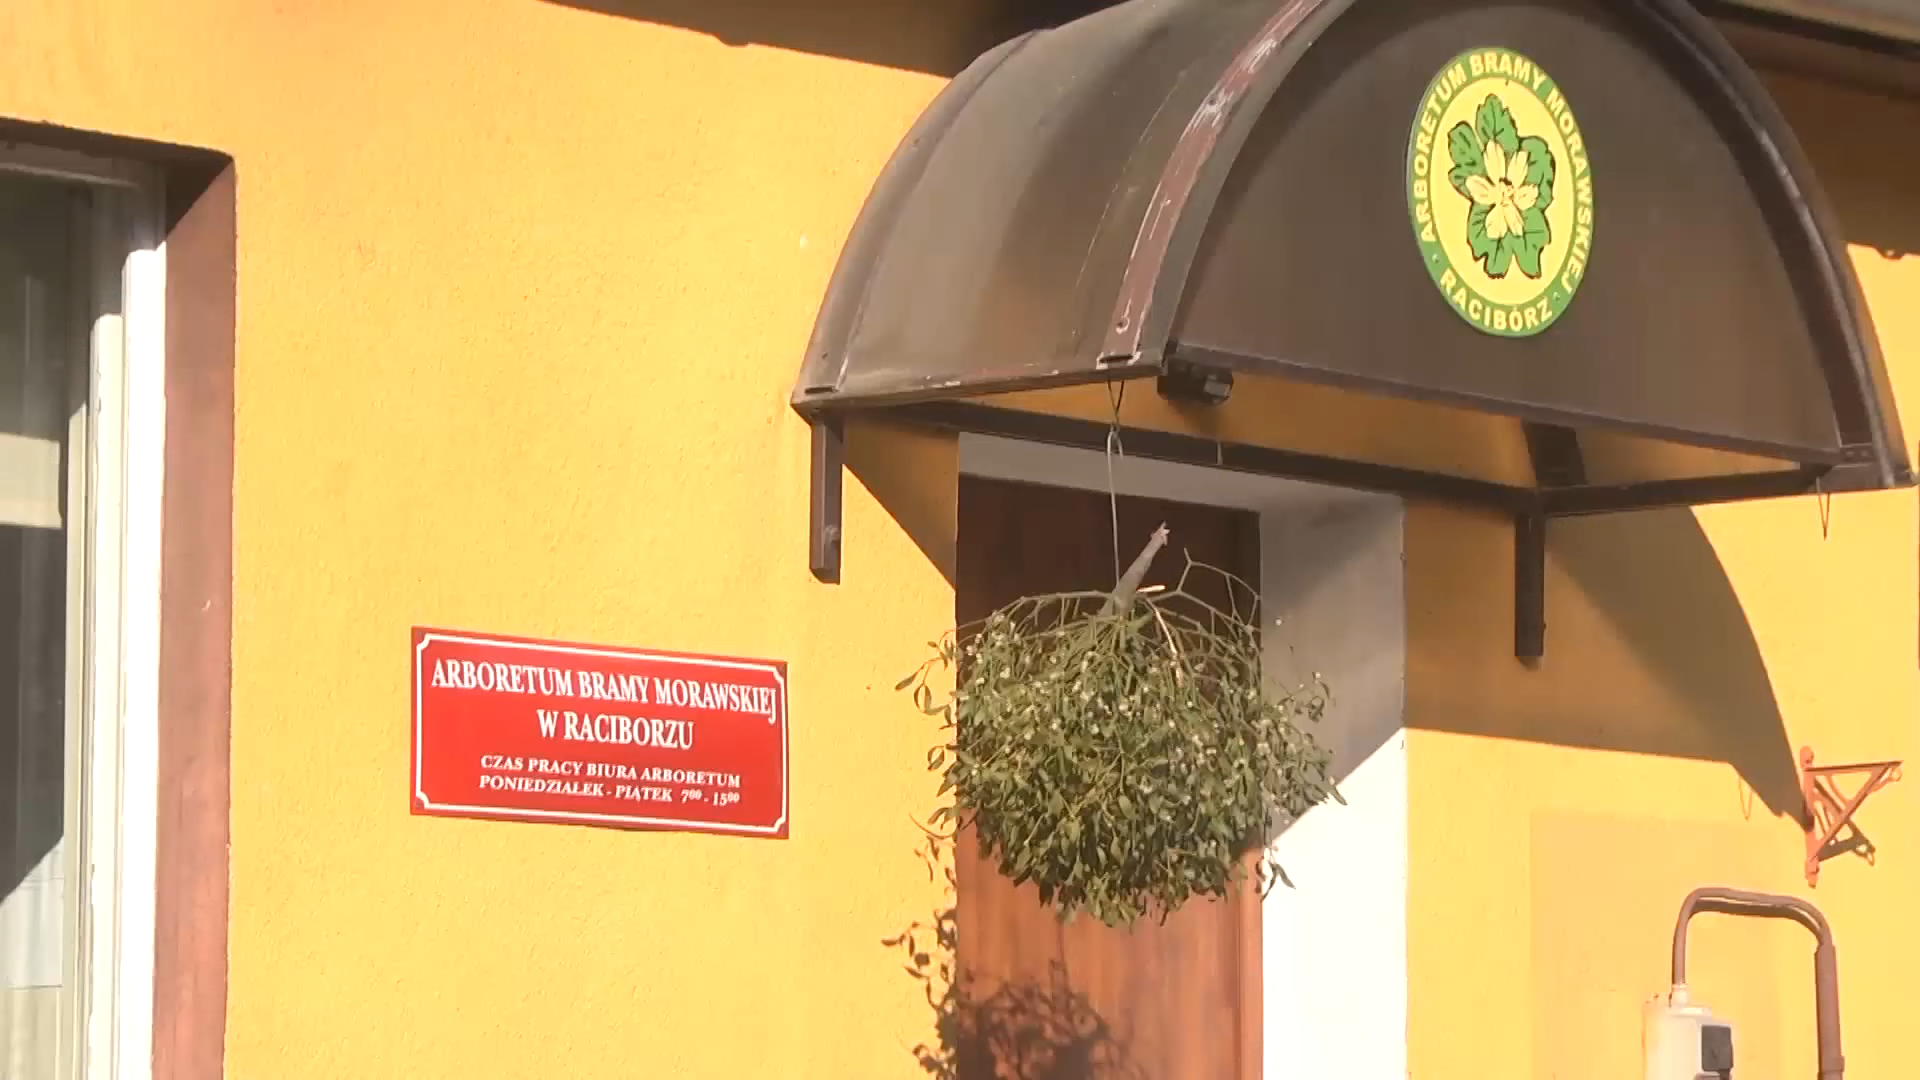 ARBORETUM BRAMY MORAWSKIEJ
· RACIBÓRZ ·
ARBORETUM BRAMY MORAWSKIEJ
W RACIBORZU
CZAS PRACY BIURA ARBORETUM
PONIEDZIAŁEK - PIĄTEK 7⁰⁰ - 15⁰⁰